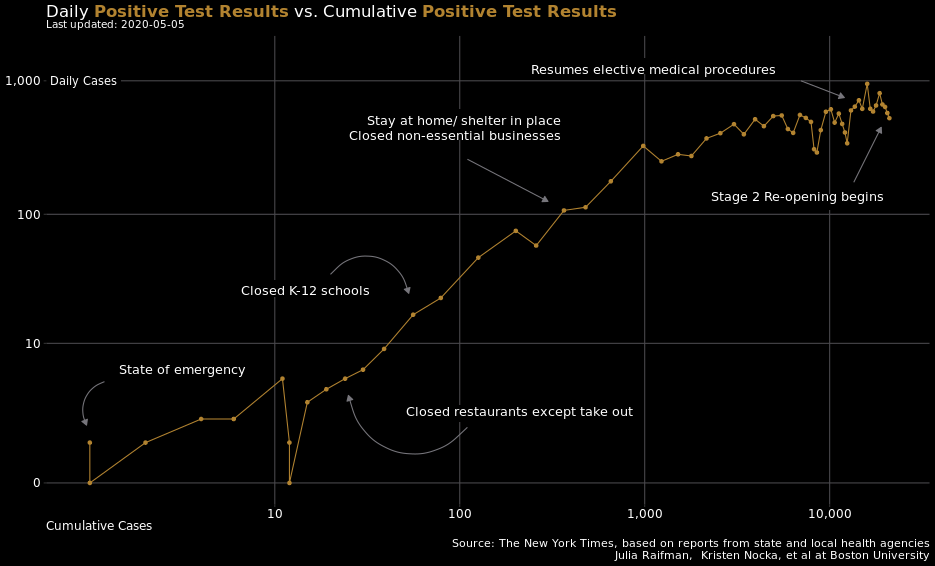 Daily Positive Test Results vs. Cumulative Positive Test Results
Last updated: 2020-05-05
1,000
Daily Cases
Resumes elective medical procedures
Stay at home/ shelter in place
Closed non-essential businesses
Stage 2 Re-opening begins
100
Closed K-12 schools
10
State of emergency
Closed restaurants except take out
0
10
100
1,000
10,000
Cumulative Cases
Source: The New York Times, based on reports from state and local health agencies
Julia Raifman, Kristen Nocka, et al at Boston University